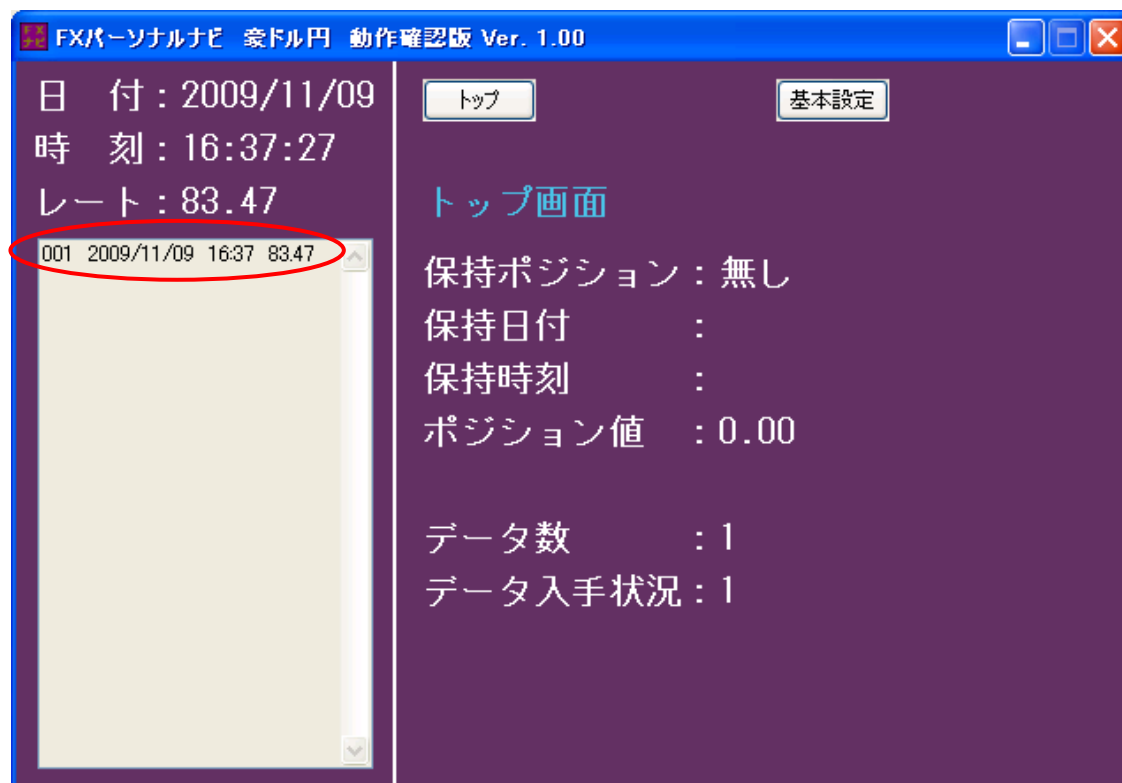 FXパーソナルナビ 豪ドル円 動作確認版 Ver. 1.00
日 付：2009/11/09
時 刻：16:37:27
レート：83.47
001 2009/11/09 16:37 83.47
トップ
基本設定
トップ画面
保持ポジション：無し
保持日付 ：
保持時刻 ：
ポジション値 ：0.00
データ数 ：1
データ入手状況：1